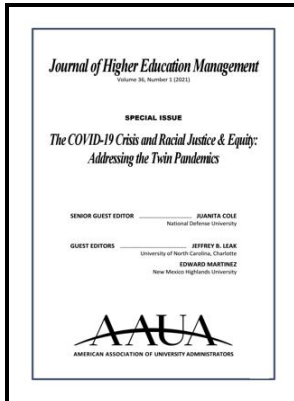 Journal of Higher Education Management
Volume 36, Number 1 (2021)
SPECIAL ISSUE
The COVID-19 Crisis and Racial Justice & Equity:
Addressing the Twin Pandemics
SENIOR GUEST EDITOR JUANITA COLE
National Defense University
GUEST EDITORS JEFFREY B. LEAK
University of North Carolina, Charlotte
EDWARD MARTINEZ
New Mexico Highlands University
AAUA
AMERICAN ASSOCIATION OF UNIVERSITY ADMINISTRATORS